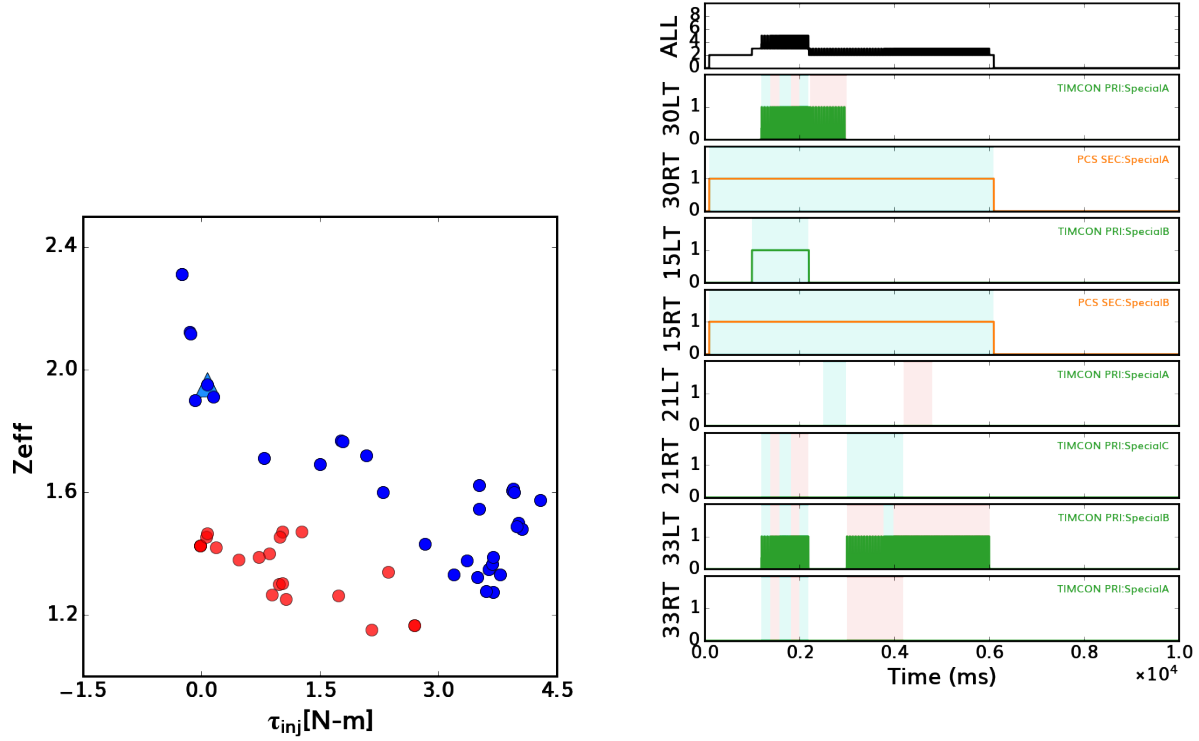 2.4
2.0
1.6
1.2
Zeff
−1.5 0.0 1.5 3.0 4.5
τinj[N-m]
ALL
8
6
4
2
0
30LT
1
0
TIMCON PRI:SpecialA
30RT
1
0
PCS SEC:SpecialA
15LT
1
0
TIMCON PRI:SpecialB
15RT
1
0
PCS SEC:SpecialB
21LT
1
0
TIMCON PRI:SpecialA
21RT
1
0
TIMCON PRI:SpecialC
33LT
1
0
TIMCON PRI:SpecialB
33RT
1
0
TIMCON PRI:SpecialA
0.0 0.2 0.4 0.6 0.8 1.0
Time (ms)
×10⁴